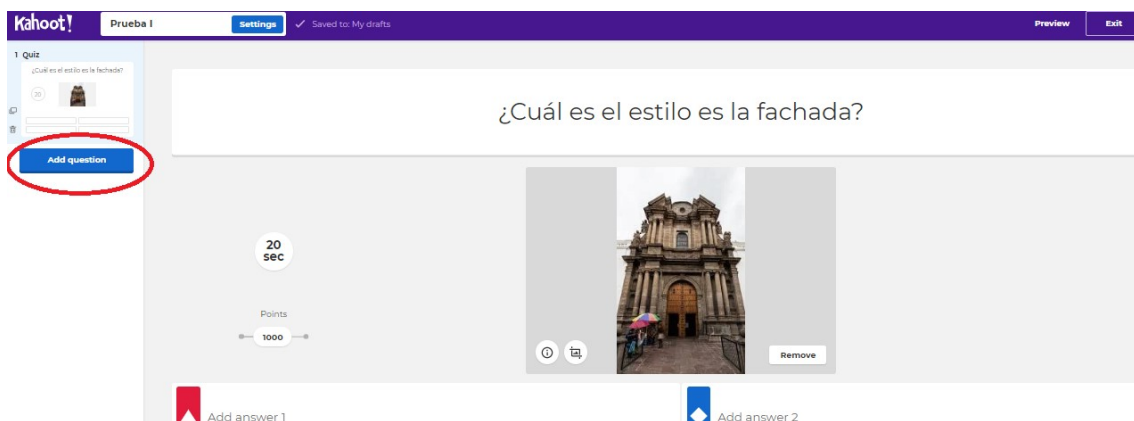 Kahoot!
Prueba I
Settings
✓ Saved to: My drafts
Preview
Exit
1 Quiz
¿Cuál es el estilo es la fachada?
20
Add question
¿Cuál es el estilo es la fachada?
20
sec
Points
1000
Remove
Add answer 1
Add answer 2